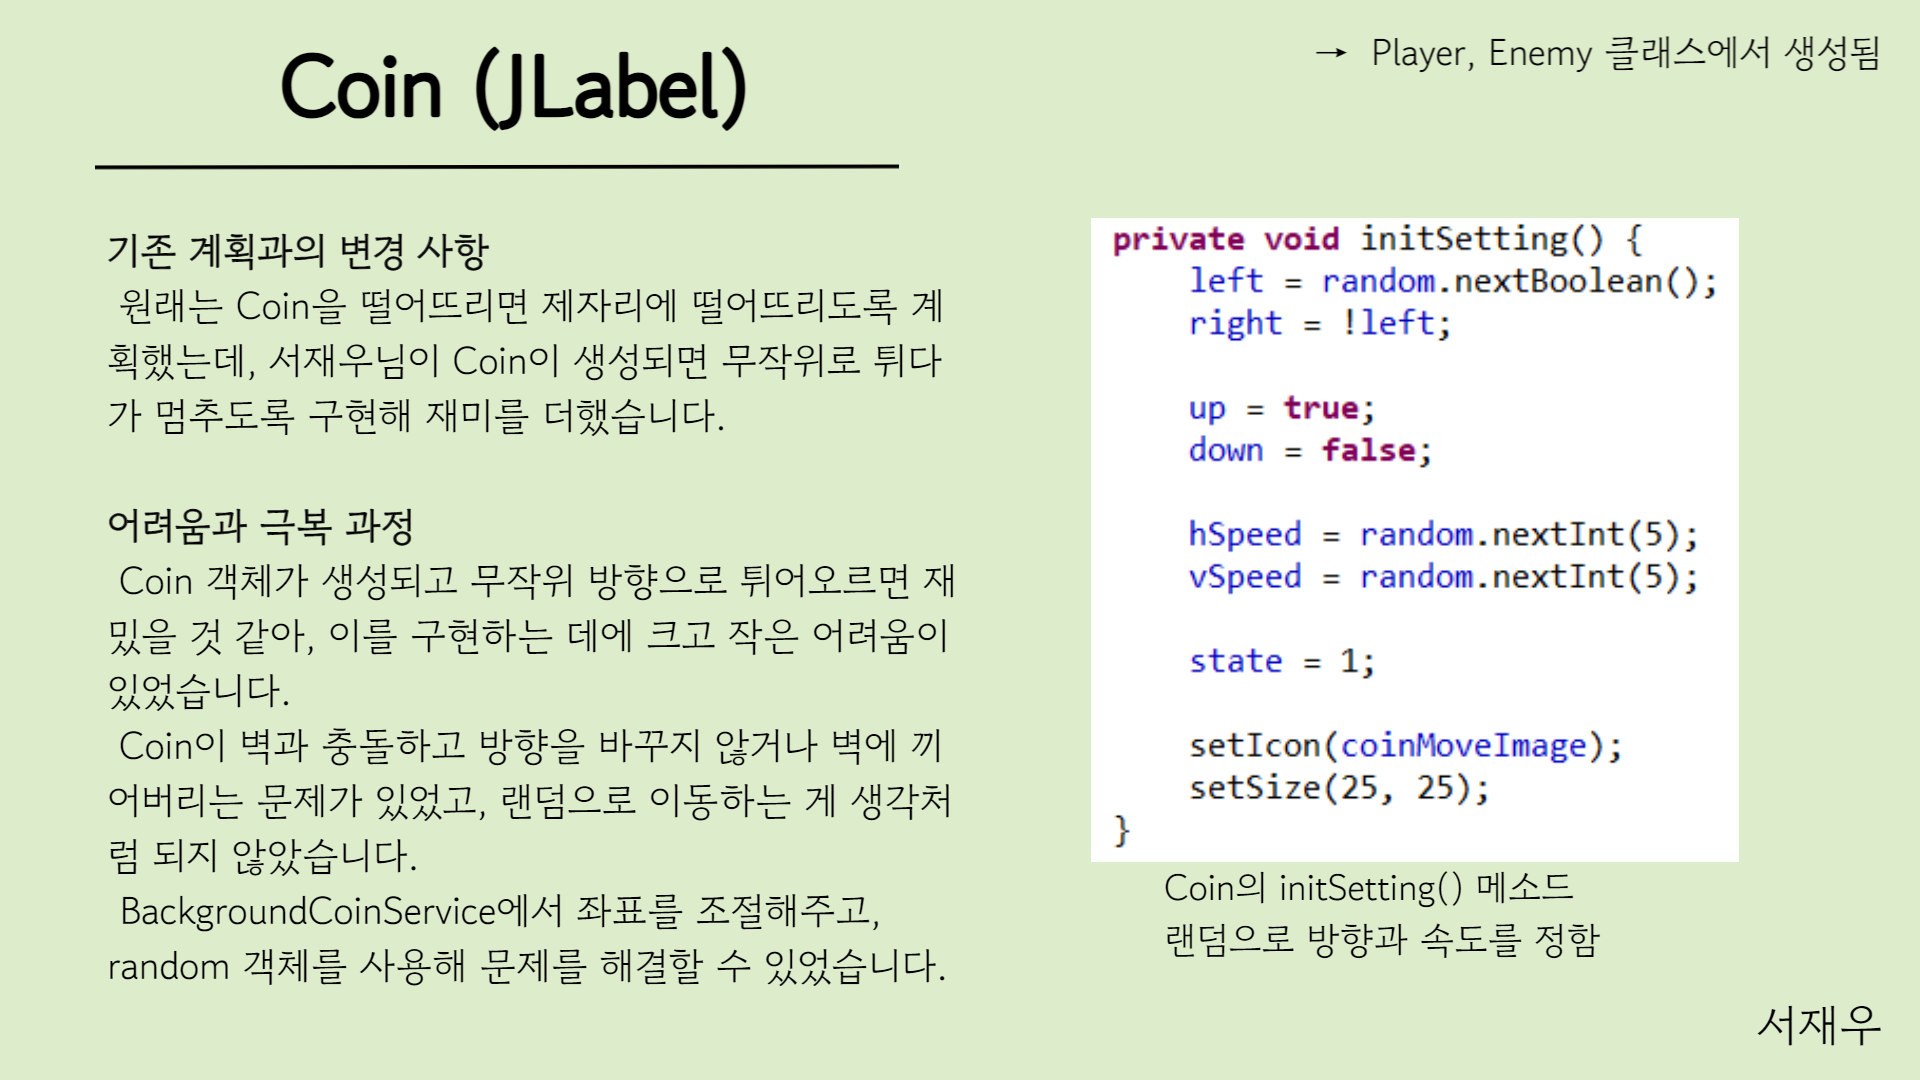 Coin (JLabel)
→ Player, Enemy 클래스에서 생성됨
기존 계획과의 변경 사항
원래는 Coin을 떨어뜨리면 제자리에 떨어뜨리도록 계
획했는데, 서재우님이 Coin이 생성되면 무작위로 튀다
가 멈추도록 구현해 재미를 더했습니다.
어려움과 극복 과정
Coin 객체가 생성되고 무작위 방향으로 튀어오르면 재
밌을 것 같아, 이를 구현하는 데에 크고 작은 어려움이
있었습니다.
Coin이 벽과 충돌하고 방향을 바꾸지 않거나 벽에 끼
어버리는 문제가 있었고, 랜덤으로 이동하는 게 생각처
럼 되지 않았습니다.
BackgroundCoinService에서 좌표를 조절해주고,
random 객체를 사용해 문제를 해결할 수 있었습니다.
private void initSetting() {
    left = random.nextBoolean();
    right = !left;
    up = true;
    down = false;
    hSpeed = random.nextInt(5);
    vSpeed = random.nextInt(5);
    state = 1;
    setIcon(coinMoveImage);
    setSize(25, 25);
}
Coin의 initSetting() 메소드
랜덤으로 방향과 속도를 정함
서재우